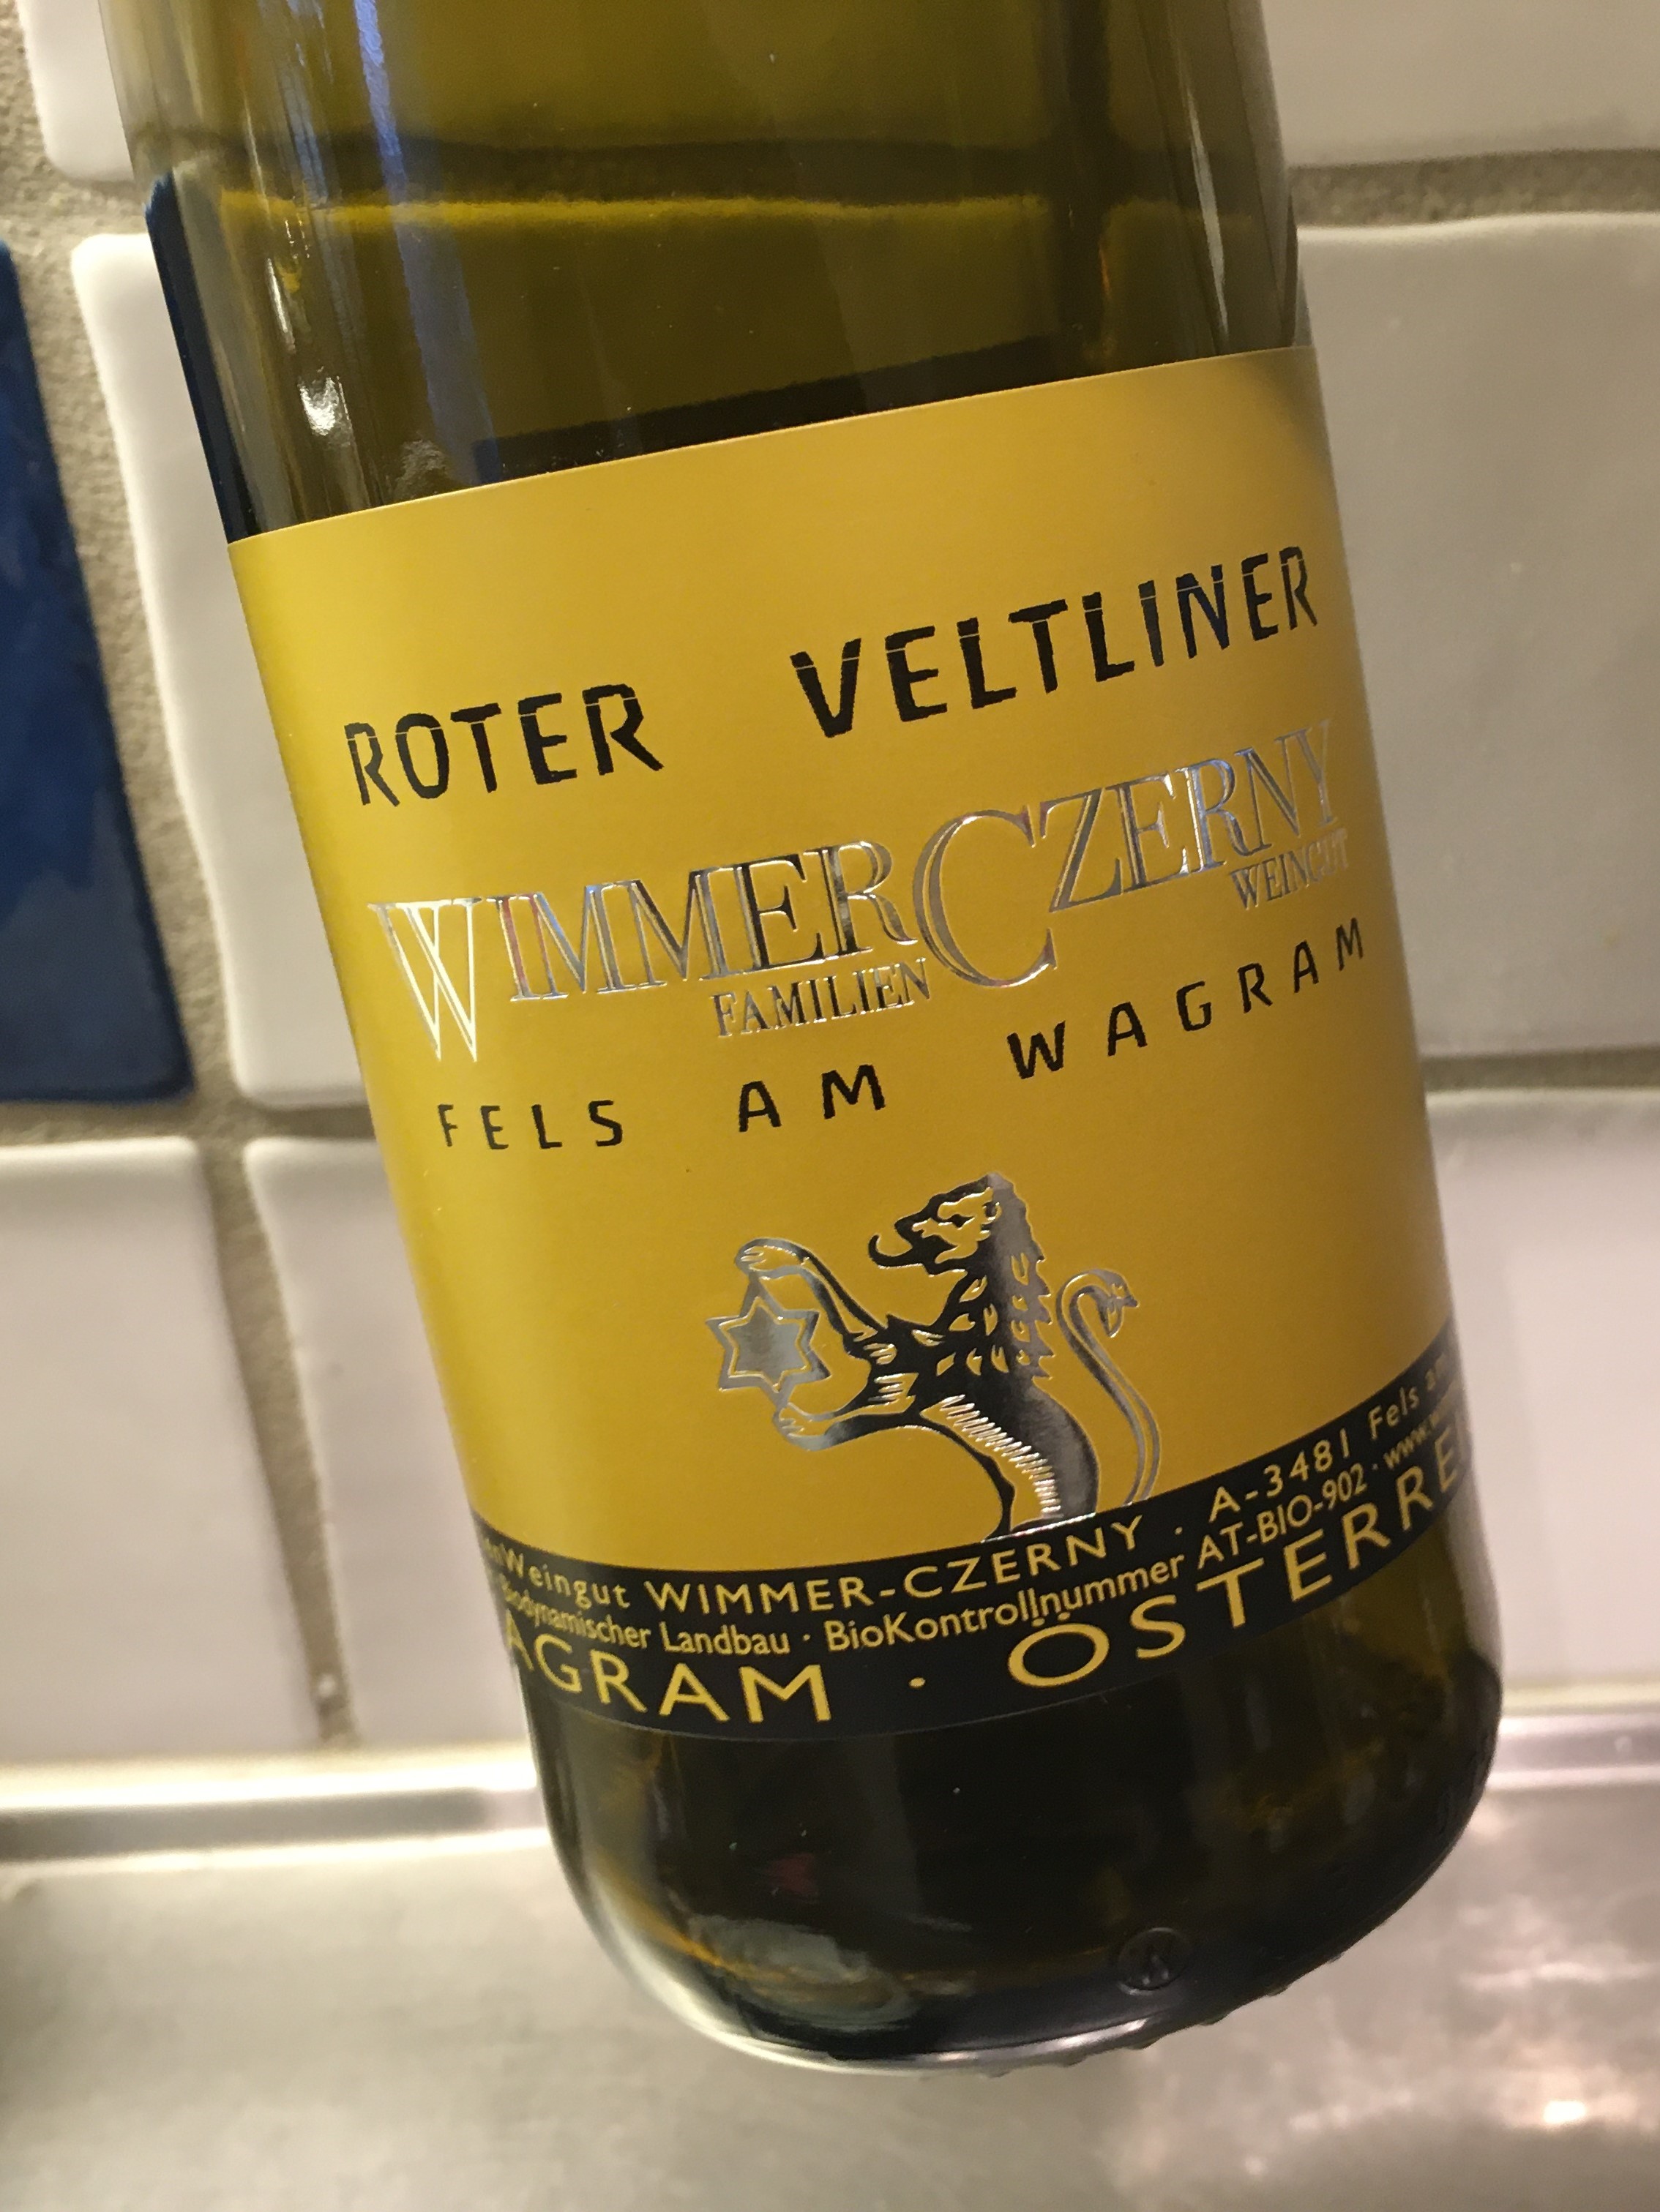 ROTER VELTLINER
WIMMER CZERNY
FAMILIEN WEINGUT
FELS AM WAGRAM
Weingut WIMMER-CZERNY · A-3481 Fels
Biodynamischer Landbau · BioKontrollnummer AT-BIO-902 · www.
AGRAM · ÖSTERRE